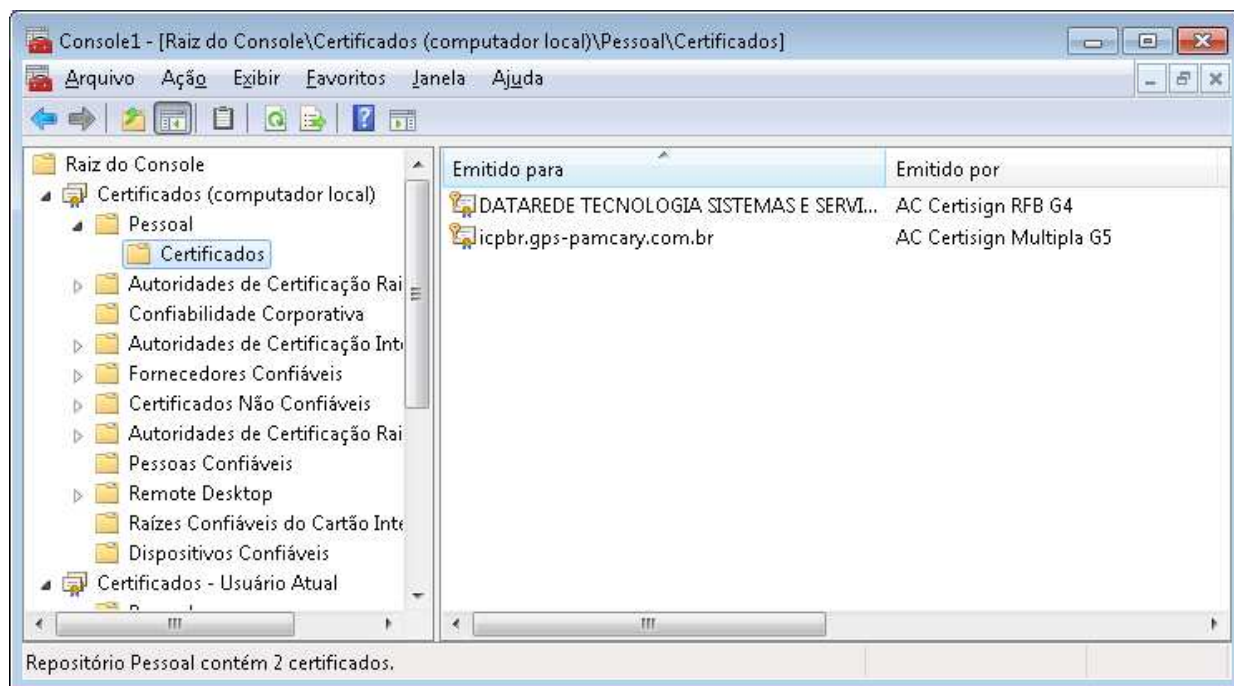 Console1 - [Raiz do Console\Certificados (computador local)\Pessoal\Certificados]
Arquivo Ação Exibir Favoritos Janela Ajuda
Raiz do Console
Certificados (computador local)
Pessoal
Certificados
Autoridades de Certificação Rai
Confiabilidade Corporativa
Autoridades de Certificação Int
Fornecedores Confiáveis
Certificados Não Confiáveis
Autoridades de Certificação Rai
Pessoas Confiáveis
Remote Desktop
Raízes Confiáveis do Cartão Inte
Dispositivos Confiáveis
Certificados - Usuário Atual
Emitido para Emitido por
DATAREDE TECNOLOGIA SISTEMAS E SERVI... AC Certisign RFB G4
icpbr.gps-pamcary.com.br AC Certisign Multipla G5
Repositório Pessoal contém 2 certificados.